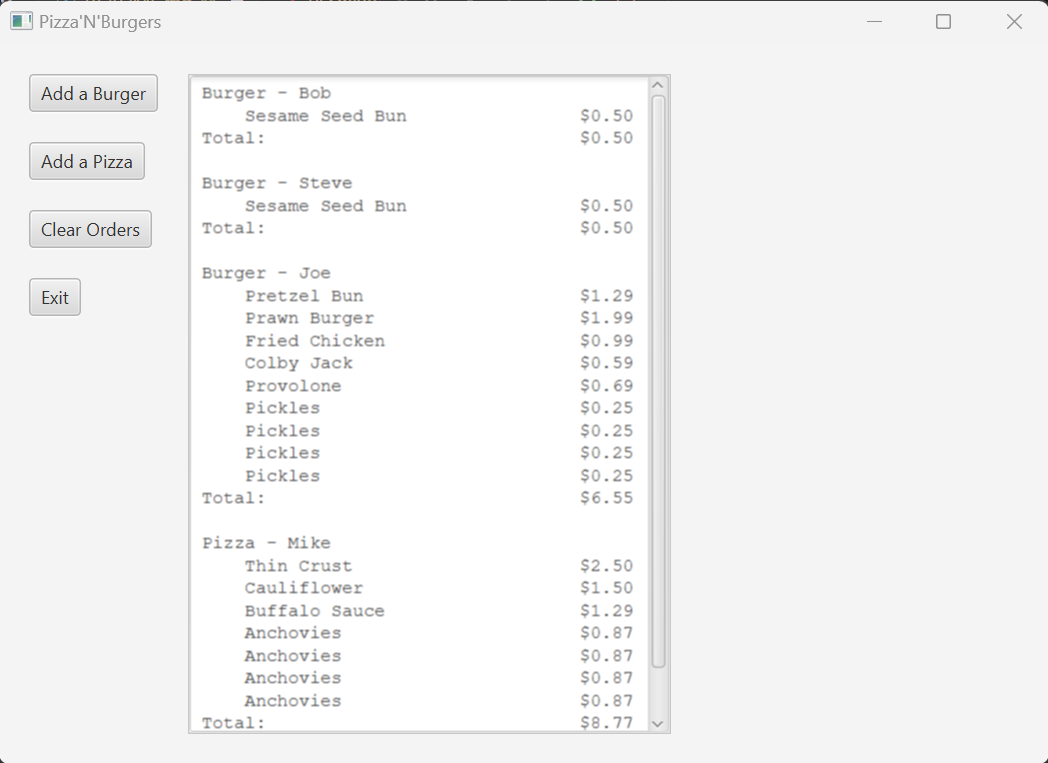 Pizza'N'Burgers
Add a Burger
Add a Pizza
Clear Orders
Exit
Burger - Bob
Sesame Seed Bun $0.50
Total: $0.50
Burger - Steve
Sesame Seed Bun $0.50
Total: $0.50
Burger - Joe
Pretzel Bun $1.29
Prawn Burger $1.99
Fried Chicken $0.99
Colby Jack $0.59
Provolone $0.69
Pickles $0.25
Pickles $0.25
Pickles $0.25
Pickles $0.25
Total: $6.55
Pizza - Mike
Thin Crust $2.50
Cauliflower $1.50
Buffalo Sauce $1.29
Anchovies $0.87
Anchovies $0.87
Anchovies $0.87
Anchovies $0.87
Total: $8.77